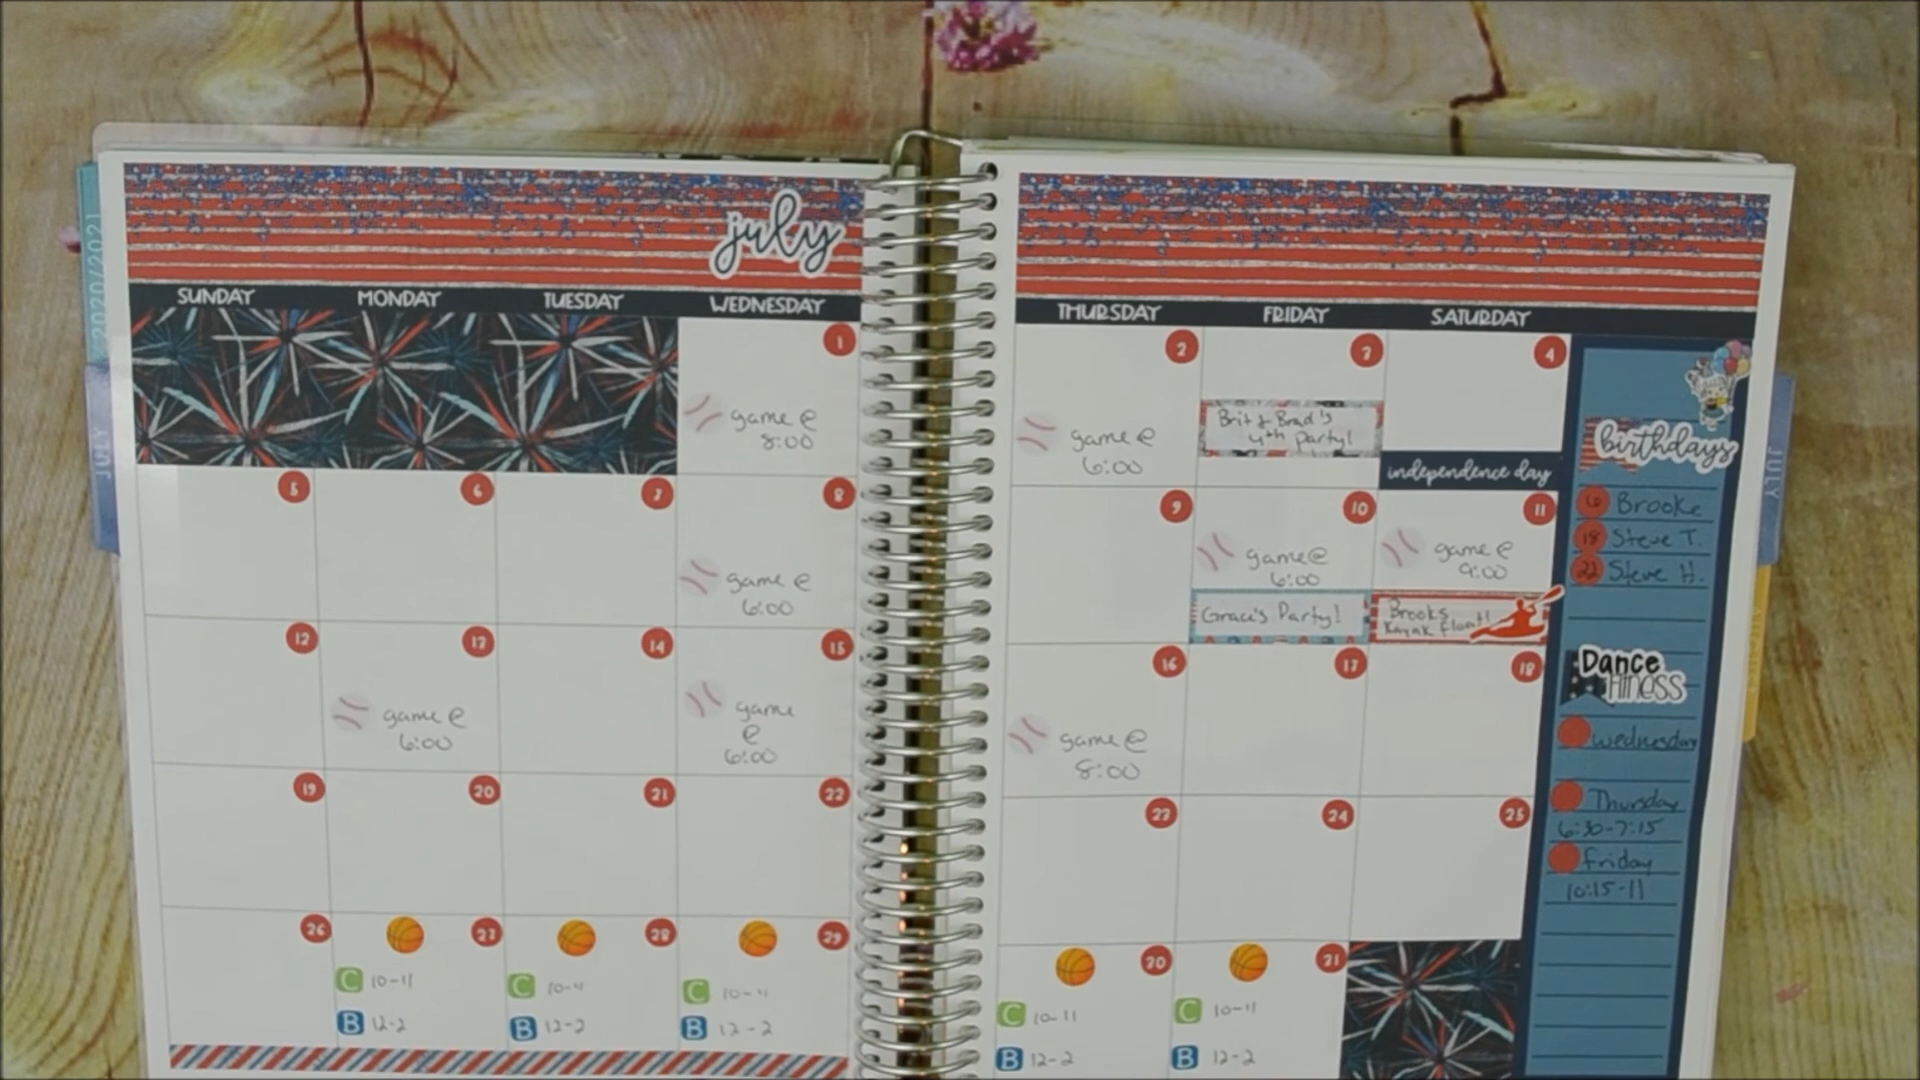 2020/2021
JULY
july
SUNDAY MONDAY TUESDAY WEDNESDAY
THURSDAY FRIDAY SATURDAY
1
game @
8:00
2
game @
6:00
3
Brit & Brad's
4th party!
4
independence day
5
6
7
8
game @
6:00
9
10
game @
6:00
Grace's Party!
11
game @
9:00
Brooks
Kayak float!
12
13
game @
6:00
14
15
game
@
6:00
16
game @
8:00
17
18
19
20
21
22
23
24
25
26
27
C 10-11
B 12-2
28
C 10-11
B 12-2
29
C 10-11
B 12-2
30
C 10-11
B 12-2
31
C 10-11
B 12-2
birthdays
Brooke
18 Steve T.
22 Steve H.
Dance
Fitness
Wednesday
Thursday
6:30-7:15
Friday
10:15-11
JULY